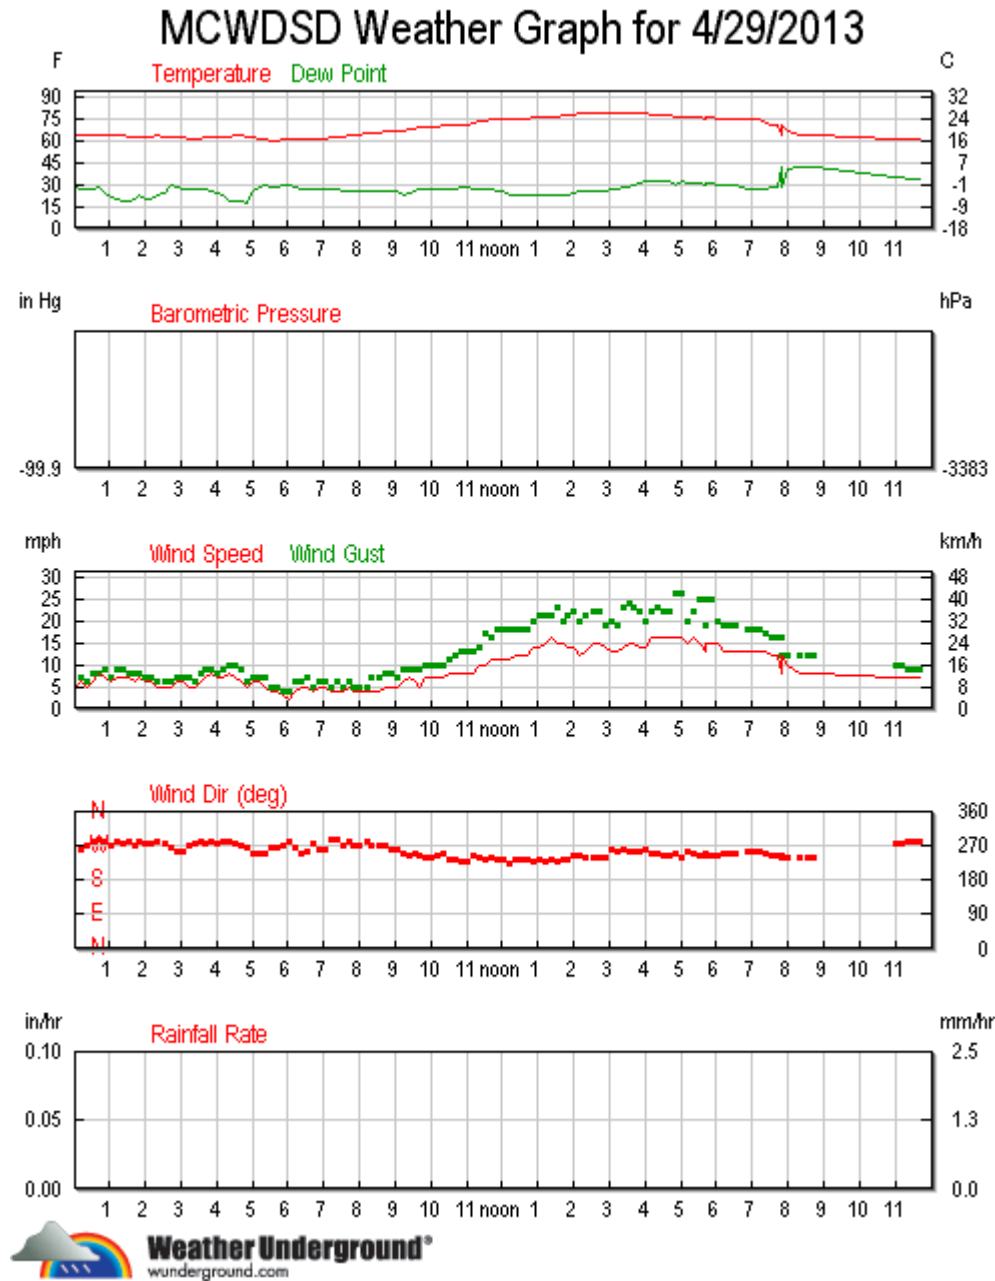 MCWDSD Weather Graph for 4/29/2013
F Temperature Dew Point C
90 32
75 24
60 16
45 7
30 -1
15 -9
0 -18
1 2 3 4 5 6 7 8 9 10 11 noon 1 2 3 4 5 6 7 8 9 10 11
in Hg Barometric Pressure hPa
-99.9 -3383
1 2 3 4 5 6 7 8 9 10 11 noon 1 2 3 4 5 6 7 8 9 10 11
mph Wind Speed Wind Gust km/h
30 48
25 40
20 32
15 24
10 16
5 8
0 0
1 2 3 4 5 6 7 8 9 10 11 noon 1 2 3 4 5 6 7 8 9 10 11
Wind Dir (deg)
N 360
W 270
S 180
E 90
N 0
1 2 3 4 5 6 7 8 9 10 11 noon 1 2 3 4 5 6 7 8 9 10 11
in/hr Rainfall Rate mm/hr
0.10 2.5
0.05 1.3
0.00 0.0
1 2 3 4 5 6 7 8 9 10 11 noon 1 2 3 4 5 6 7 8 9 10 11
Weather Underground®
wunderground.com